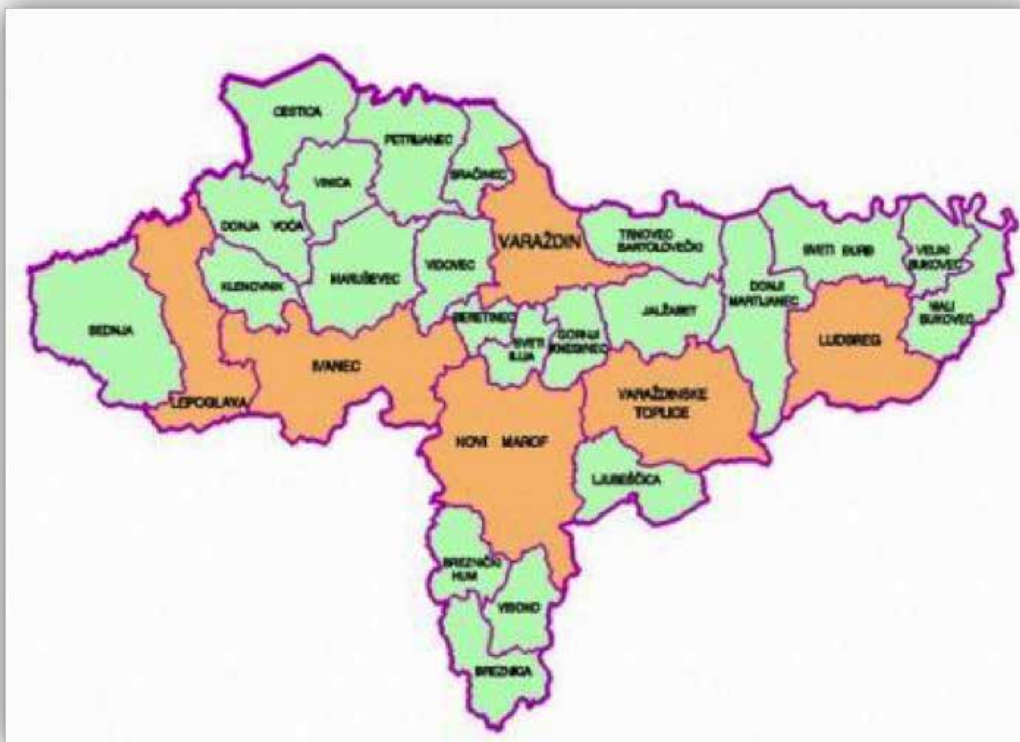 CESTICA
PETRIJANEC
SRAČINEC
VINICA
DONJA VOĆA
VARAŽDIN
TRNOVEC
BARTOLOVEČKI
SVETI ĐURĐ
VELIKI
BUKOVEC
MARUŠEVEC
VIDOVEC
KLENOVNIK
DONJI
MARTIJANEC
MALI
BUKOVEC
BEDNJA
BERETINEC
SVETI
ILIJA
GORNJI
KNEGINEC
JALŽABET
LUDBREG
IVANEC
LEPOGLAVA
VARAŽDINSKE
TOPLICE
NOVI MAROF
LJUBEŠĆICA
BREZNIČKI
HUM
VISOKO
BREZNICA